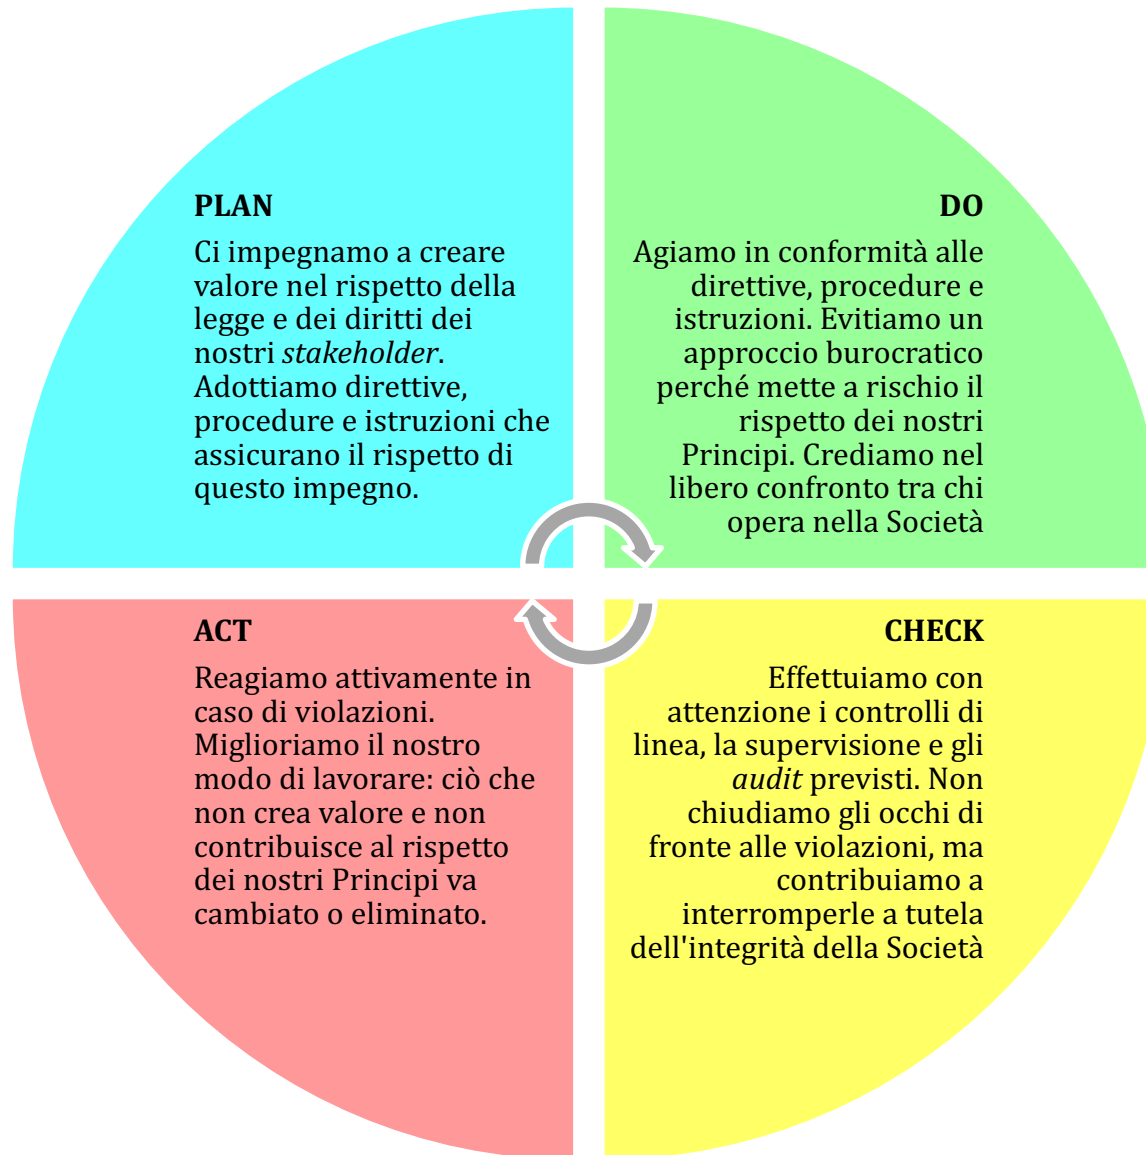 PLAN
Ci impegnamo a creare
valore nel rispetto della
legge e dei diritti dei
nostri stakeholder.
Adottiamo direttive,
procedure e istruzioni che
assicurano il rispetto di
questo impegno.
DO
Agiamo in conformità alle
direttive, procedure e
istruzioni. Evitiamo un
approccio burocratico
perché mette a rischio il
rispetto dei nostri
Principi. Crediamo nel
libero confronto tra chi
opera nella Società
ACT
Reagiamo attivamente in
caso di violazioni.
Miglioriamo il nostro
modo di lavorare: ciò che
non crea valore e non
contribuisce al rispetto
dei nostri Principi va
cambiato o eliminato.
CHECK
Effettuiamo con
attenzione i controlli di
linea, la supervisione e gli
audit previsti. Non
chiudiamo gli occhi di
fronte alle violazioni, ma
contribuiamo a
interromperle a tutela
dell'integrità della Società